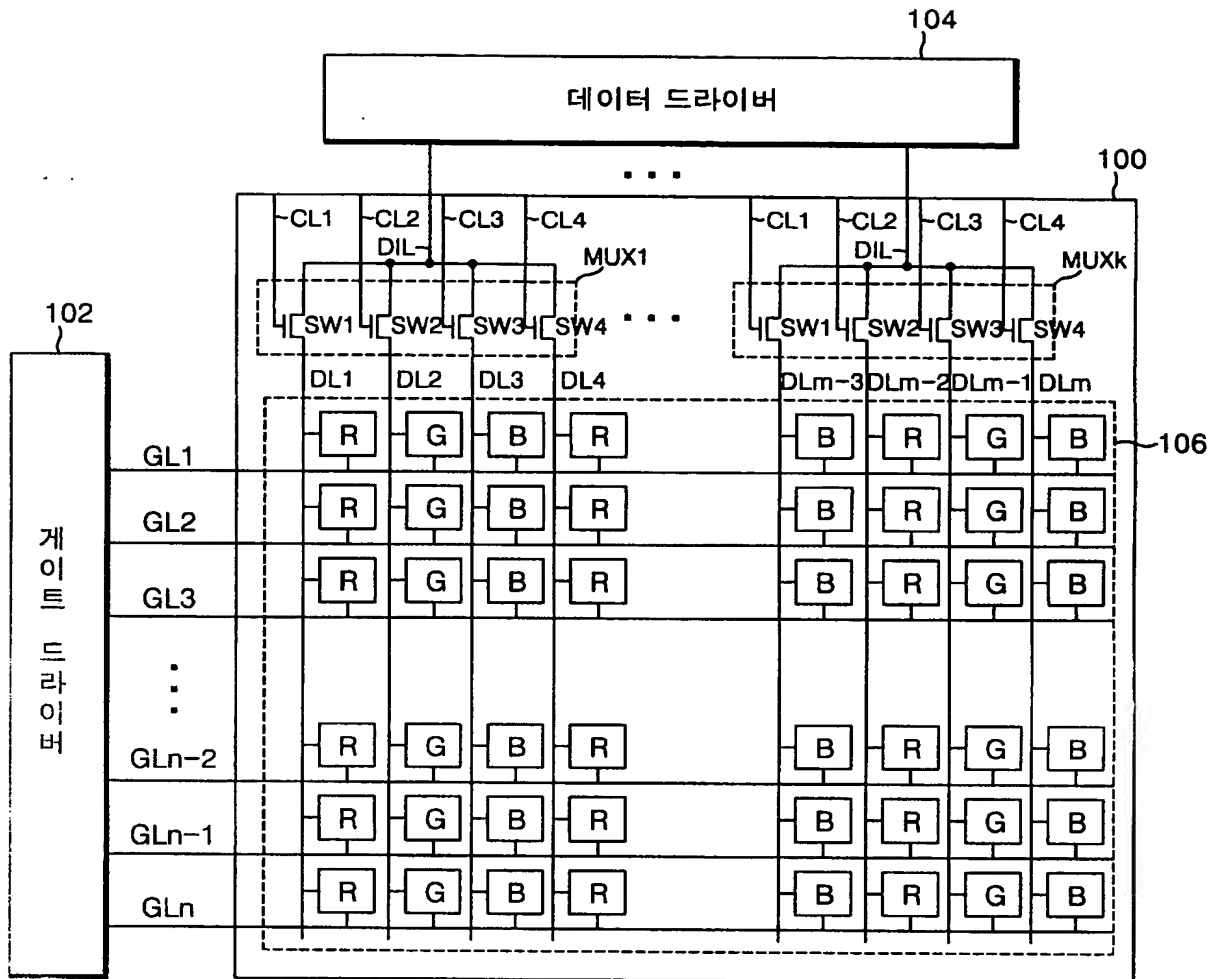 104
데이터 드라이버
100
CL1 CL2 CL3 CL4 CL1 CL2 CL3 CL4
DIL DIL
MUX1 MUXk
102
SW1 SW2 SW3 SW4 SW1 SW2 SW3 SW4
DL1 DL2 DL3 DL4 DLm-3 DLm-2 DLm-1 DLm
R G B R B R G B
106
GL1
R G B R B R G B
GL2
R G B R B R G B
GL3
게이트 드라이버
R G B R B R G B
GLn-2
R G B R B R G B
GLn-1
R G B R B R G B
GLn